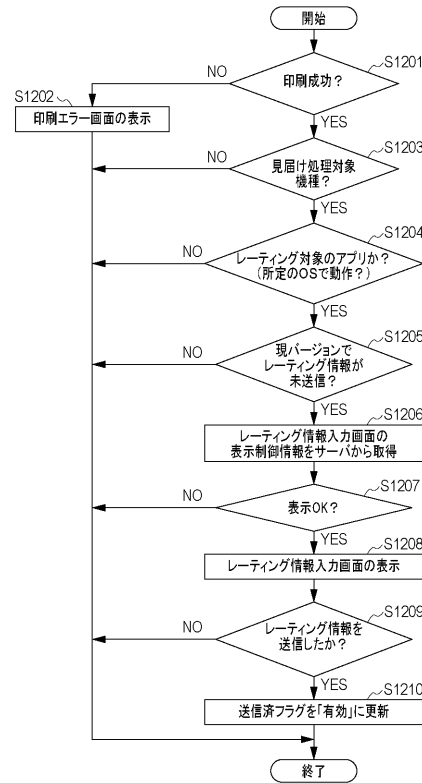 開始
S1201
印刷成功？
NO
YES
S1202
印刷エラー画面の表示
S1203
見届け処理対象
機種？
NO
YES
S1204
レーティング対象のアプリか？
（所定のOSで動作？）
NO
YES
S1205
現バージョンで
レーティング情報が
未送信？
NO
YES
S1206
レーティング情報入力画面の
表示制御情報をサーバから取得
S1207
表示OK？
NO
YES
S1208
レーティング情報入力画面の表示
S1209
レーティング情報を
送信したか？
NO
YES
S1210
送信済フラグを「有効」に更新
終了